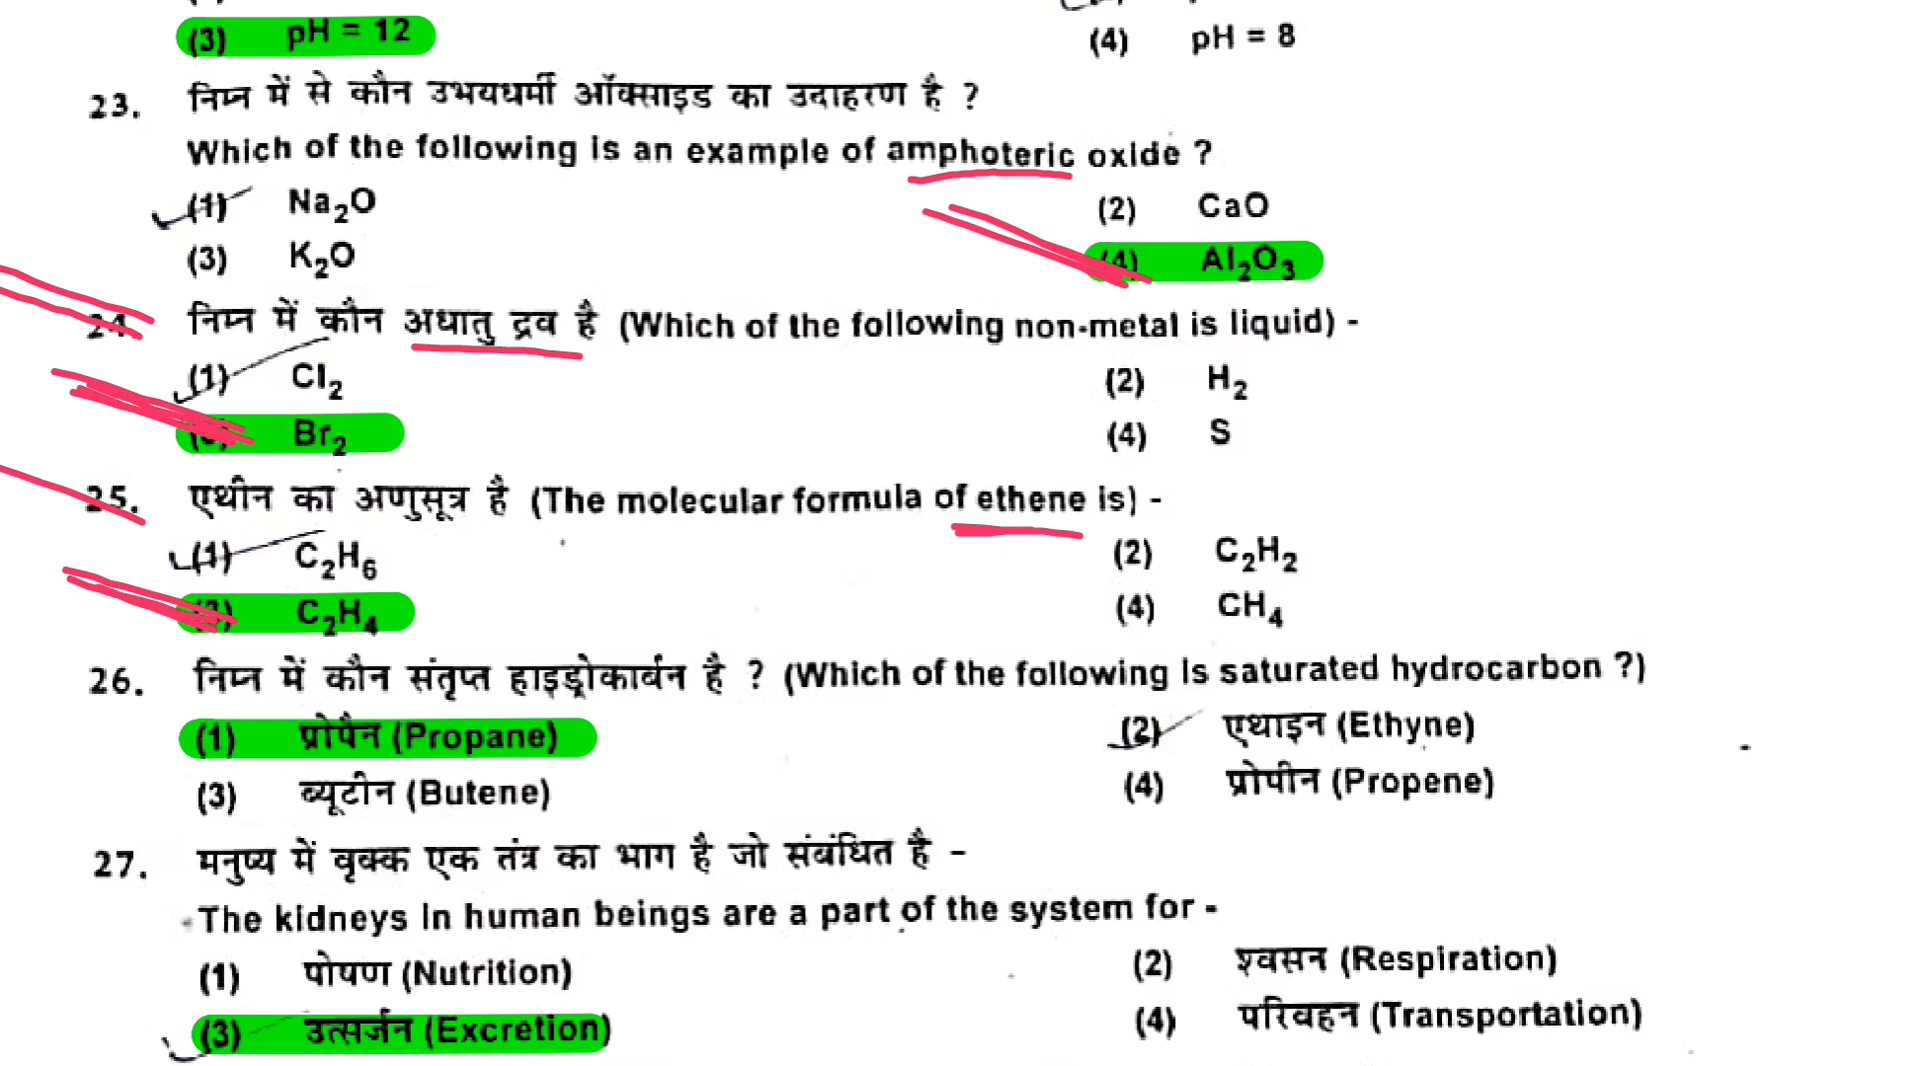 (3) pH = 12
(4) pH = 8
23. निम्न में से कौन उभयधर्मी ऑक्साइड का उदाहरण है ?
Which of the following is an example of amphoteric oxide ?
(1) Na₂O
(2) CaO
(3) K₂O
(4) Al₂O₃
24. निम्न में कौन अधातु द्रव है (Which of the following non-metal is liquid) -
(1) Cl₂
(2) H₂
(3) Br₂
(4) S
25. एथीन का अणुसूत्र है (The molecular formula of ethene is) -
(1) C₂H₆
(2) C₂H₂
(3) C₂H₄
(4) CH₄
26. निम्न में कौन संतृप्त हाइड्रोकार्बन है ? (Which of the following is saturated hydrocarbon ?)
(1) प्रोपैन (Propane)
(2) एथाइन (Ethyne)
(3) ब्यूटीन (Butene)
(4) प्रोपीन (Propene)
27. मनुष्य में वृक्क एक तंत्र का भाग है जो संबंधित है -
The kidneys in human beings are a part of the system for -
(1) पोषण (Nutrition)
(2) श्वसन (Respiration)
(3) उत्सर्जन (Excretion)
(4) परिवहन (Transportation)